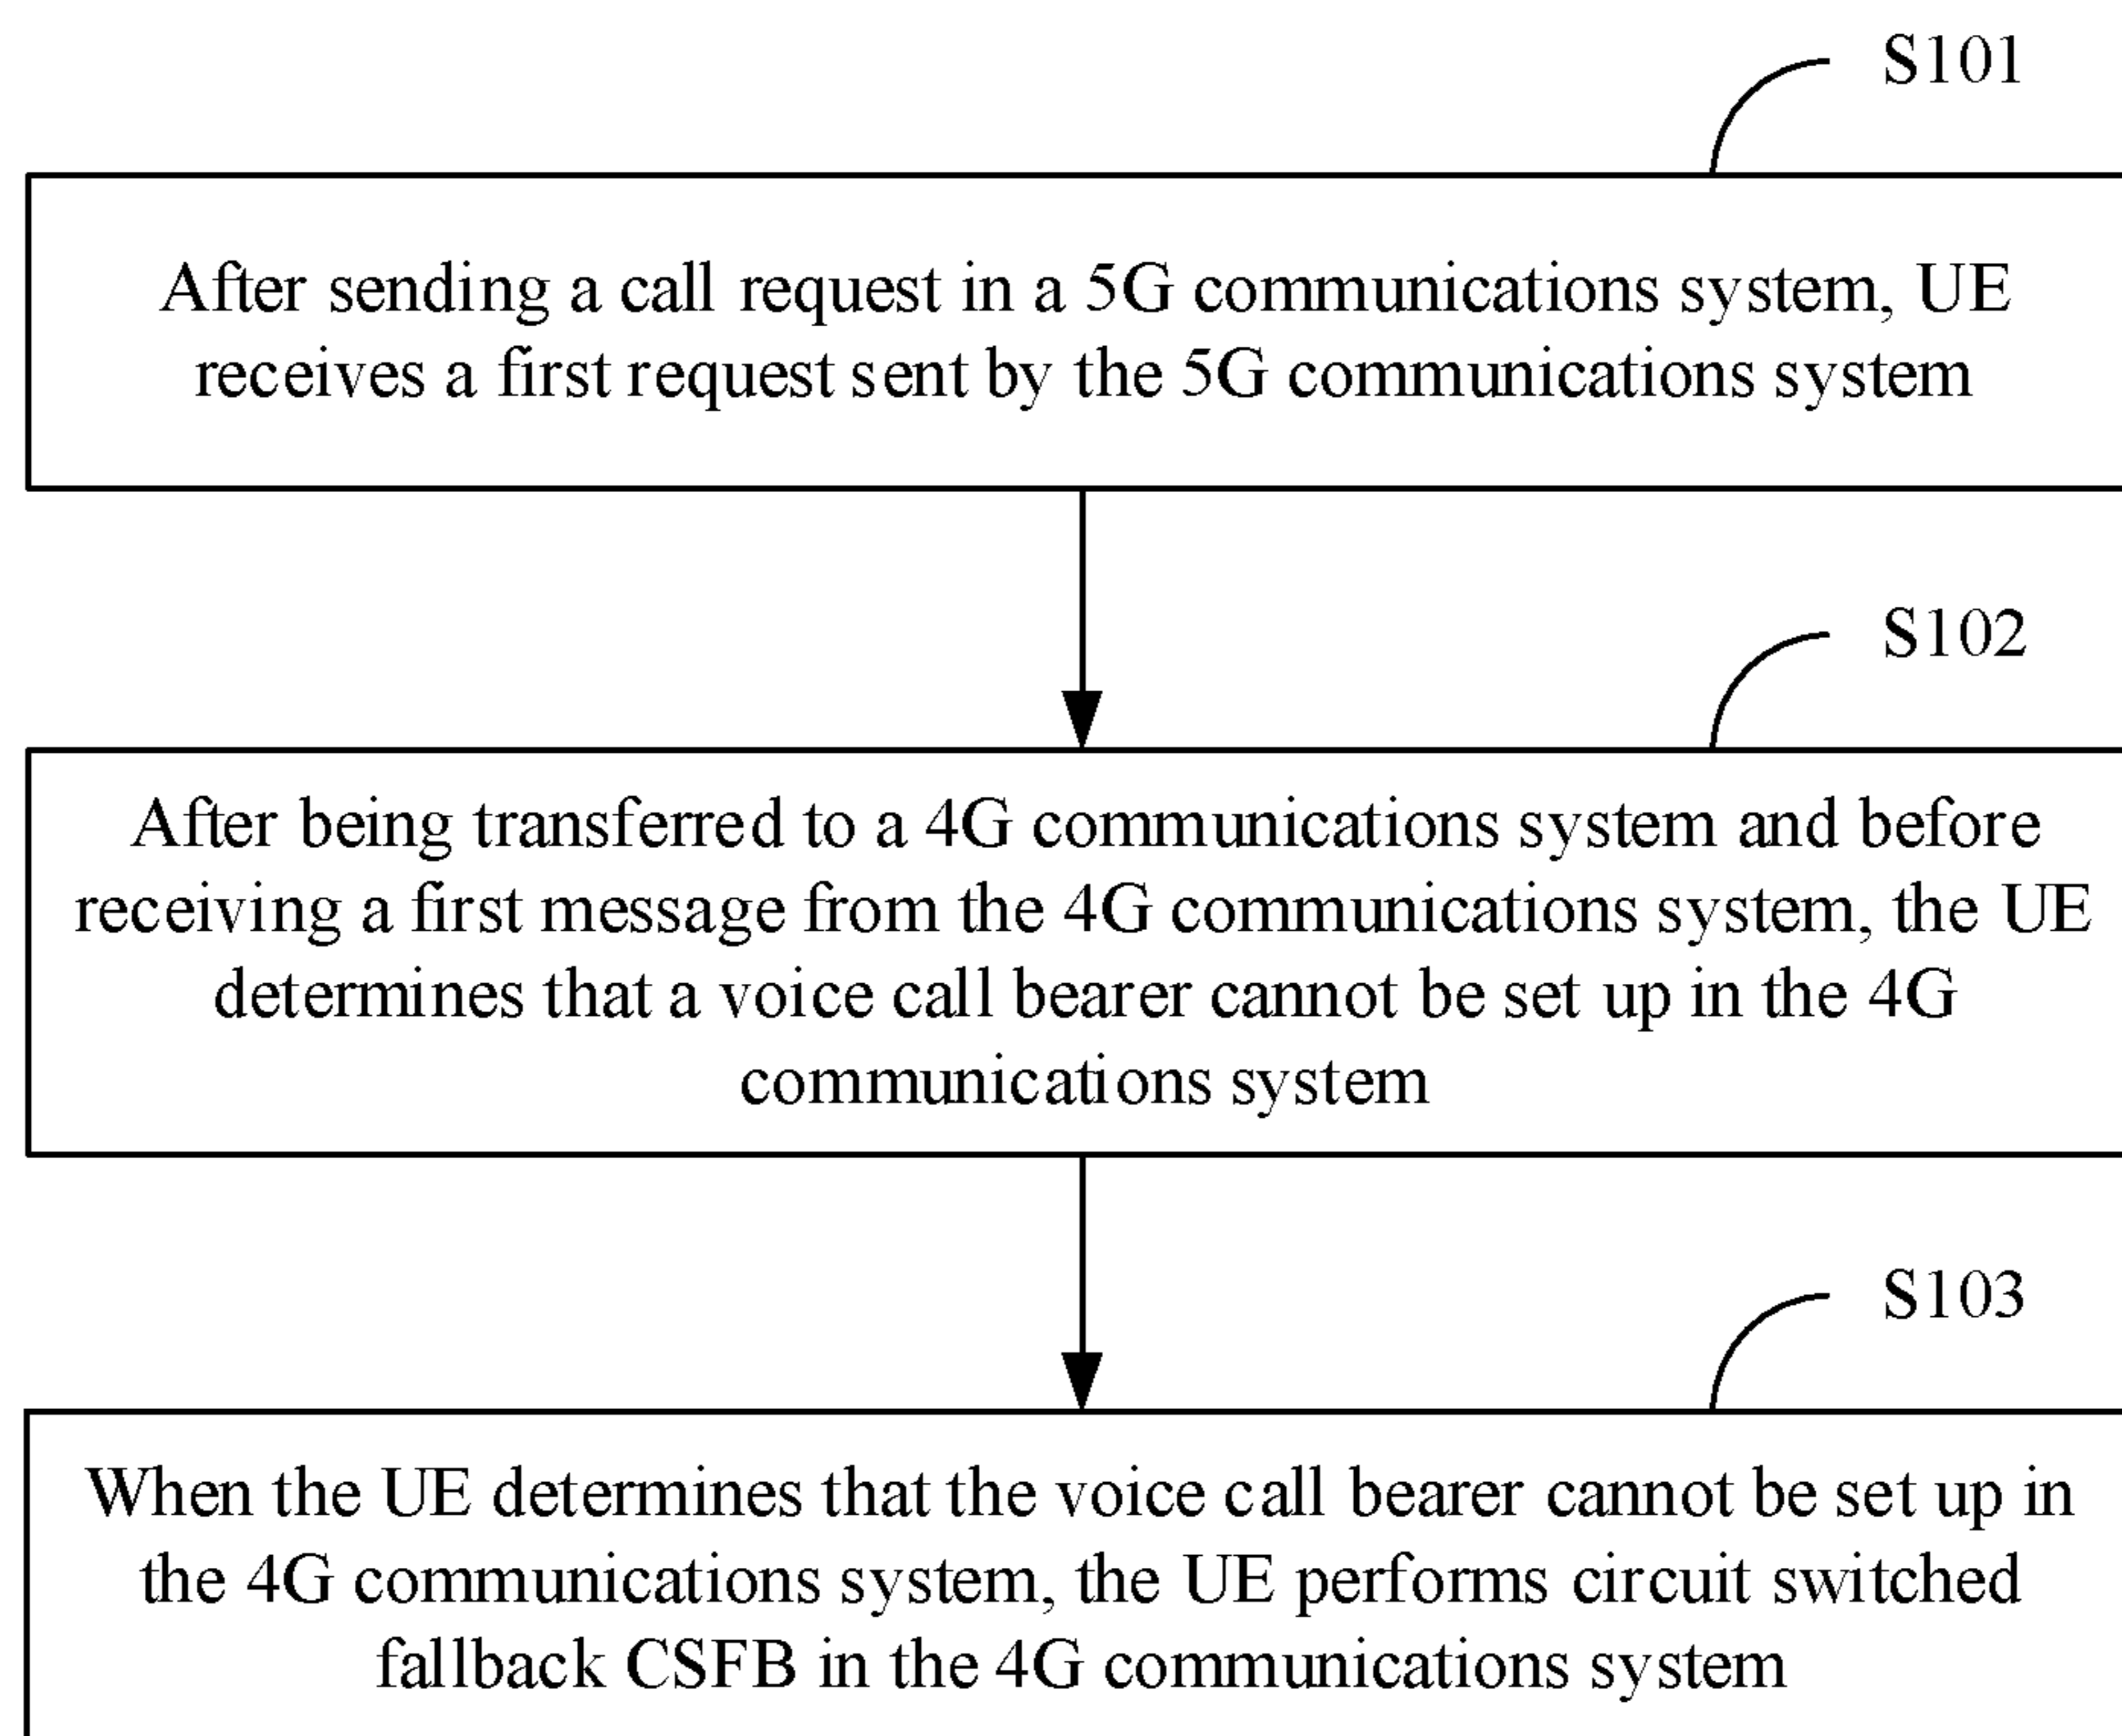 S101
After sending a call request in a 5G communications system, UE
receives a first request sent by the 5G communications system
S102
After being transferred to a 4G communications system and before
receiving a first message from the 4G communications system, the UE
determines that a voice call bearer cannot be set up in the 4G
communications system
S103
When the UE determines that the voice call bearer cannot be set up in
the 4G communications system, the UE performs circuit switched
fallback CSFB in the 4G communications system